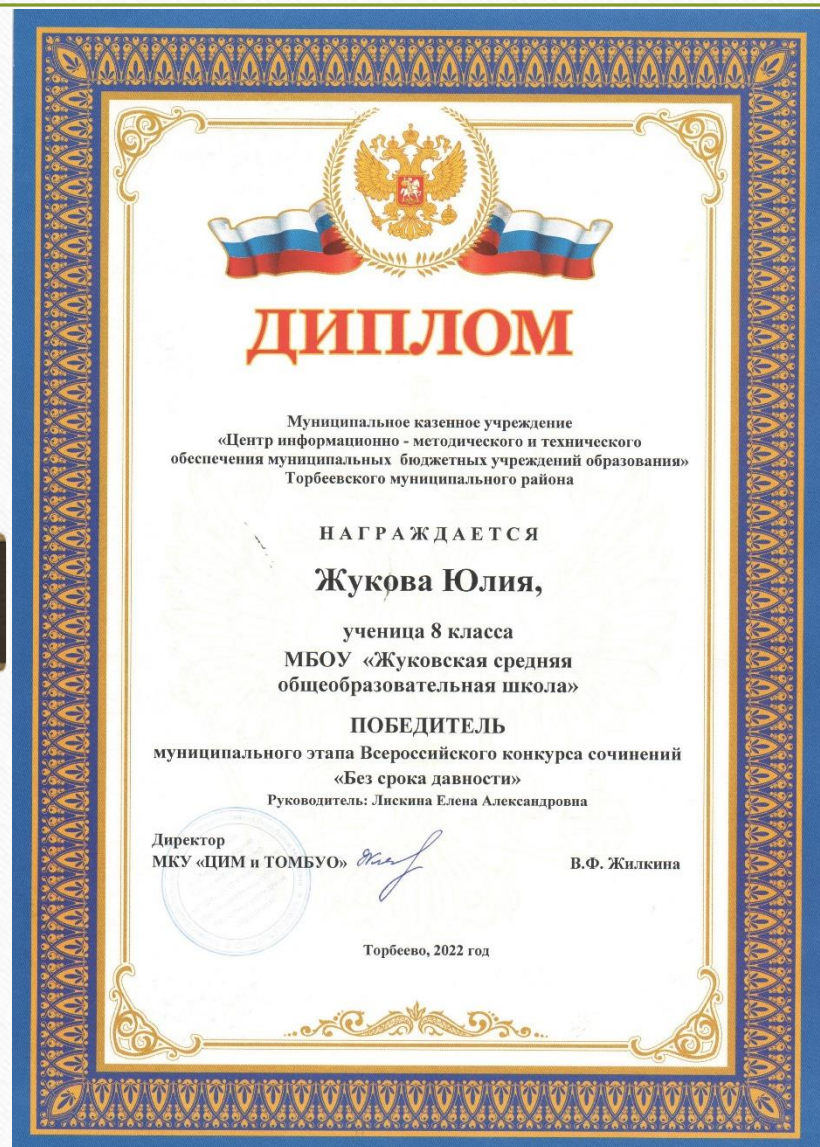 ДИПЛОМ
Муниципальное казенное учреждение
«Центр информационно - методического и технического
обеспечения муниципальных бюджетных учреждений образования»
Торбеевского муниципального района
НАГРАЖДАЕТСЯ
Жукова Юлия,
ученица 8 класса
МБОУ «Жуковская средняя
общеобразовательная школа»
ПОБЕДИТЕЛЬ
муниципального этапа Всероссийского конкурса сочинений
«Без срока давности»
Руководитель: Лискина Елена Александровна
Директор
МКУ «ЦИМ и ТОМБУО» В.Ф. Жилкина
Торбеево, 2022 год